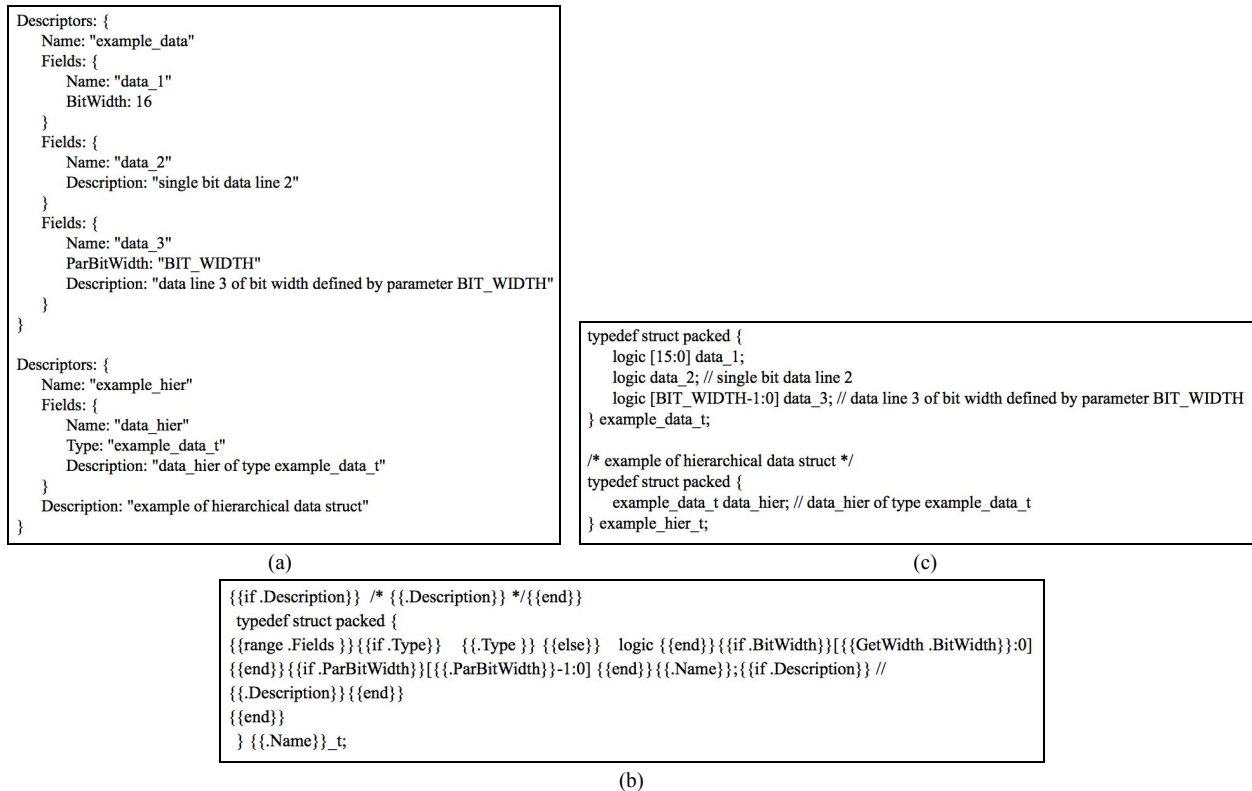 Descriptors: {
Name: "example_data"
Fields: {
Name: "data_1"
BitWidth: 16
}
Fields: {
Name: "data_2"
Description: "single bit data line 2"
}
Fields: {
Name: "data_3"
ParBitWidth: "BIT_WIDTH"
Description: "data line 3 of bit width defined by parameter BIT_WIDTH"
}
}
Descriptors: {
Name: "example_hier"
Fields: {
Name: "data_hier"
Type: "example_data_t"
Description: "data_hier of type example_data_t"
}
Description: "example of hierarchical data struct"
}
(a)
typedef struct packed {
logic [15:0] data_1;
logic data_2; // single bit data line 2
logic [BIT_WIDTH-1:0] data_3; // data line 3 of bit width defined by parameter BIT_WIDTH
} example_data_t;
/* example of hierarchical data struct */
typedef struct packed {
example_data_t data_hier; // data_hier of type example_data_t
} example_hier_t;
(c)
{{if .Description}} /* {{.Description}} */{{end}}
typedef struct packed {
{{range .Fields }}{{if .Type}} {{.Type }} {{else}} logic {{end}}{{if .BitWidth}}[{{GetWidth .BitWidth}}:0]
{{end}}{{if .ParBitWidth}}[{{.ParBitWidth}}-1:0] {{end}}{{.Name}};{{if .Description}} //
{{.Description}}{{end}}
{{end}}
} {{.Name}}_t;
(b)